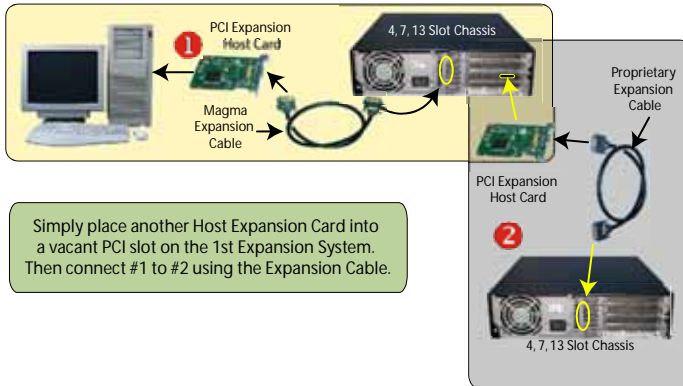 1
PCI Expansion
Host Card
4, 7, 13 Slot Chassis
Magma
Expansion
Cable
Proprietary
Expansion
Cable
PCI Expansion
Host Card
2
Simply place another Host Expansion Card into
a vacant PCI slot on the 1st Expansion System.
Then connect #1 to #2 using the Expansion Cable.
4, 7, 13 Slot Chassis